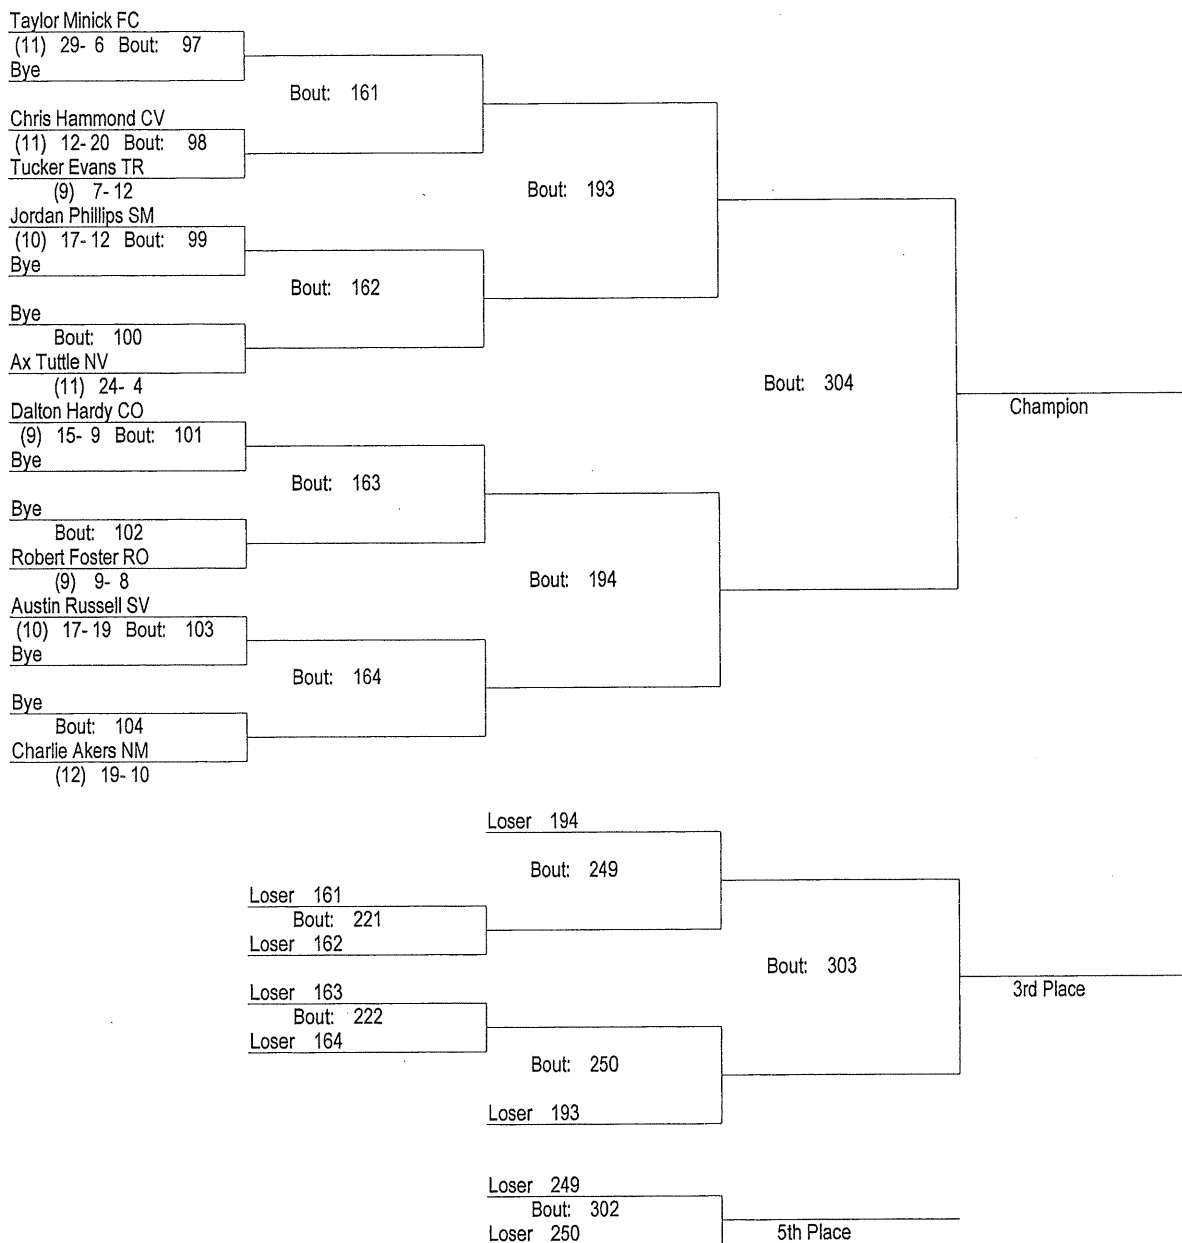 Taylor Minick FC
(11) 29- 6 Bout: 97
Bye
Bout: 161
Chris Hammond CV
(11) 12- 20 Bout: 98
Tucker Evans TR
(9) 7- 12
Bout: 193
Jordan Phillips SM
(10) 17- 12 Bout: 99
Bye
Bout: 162
Bye
Bout: 100
Ax Tuttle NV
(11) 24- 4
Bout: 304
Champion
Dalton Hardy CO
(9) 15- 9 Bout: 101
Bye
Bout: 163
Bye
Bout: 102
Robert Foster RO
(9) 9- 8
Bout: 194
Austin Russell SV
(10) 17- 19 Bout: 103
Bye
Bout: 164
Bye
Bout: 104
Charlie Akers NM
(12) 19- 10
Loser 194
Bout: 249
Loser 161
Bout: 221
Loser 162
Bout: 303
3rd Place
Loser 163
Bout: 222
Loser 164
Bout: 250
Loser 193
Loser 249
Bout: 302
Loser 250
5th Place